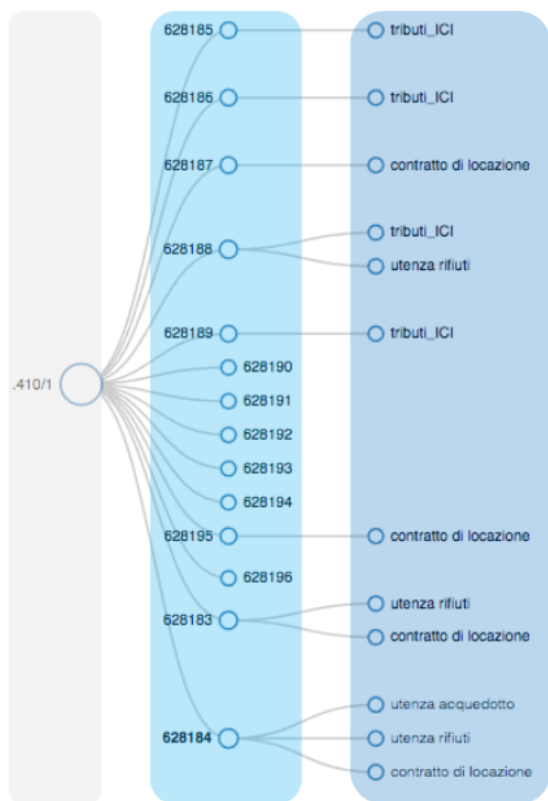 628185 tributi_ICI
628186 tributi_ICI
628187 contratto di locazione
tributi_ICI
628188
utenza rifiuti
628189 tributi_ICI
628190
.410/1
628191
628192
628193
628194
628195 contratto di locazione
628196
utenza rifiuti
628183
contratto di locazione
utenza acquedotto
628184 utenza rifiuti
contratto di locazione